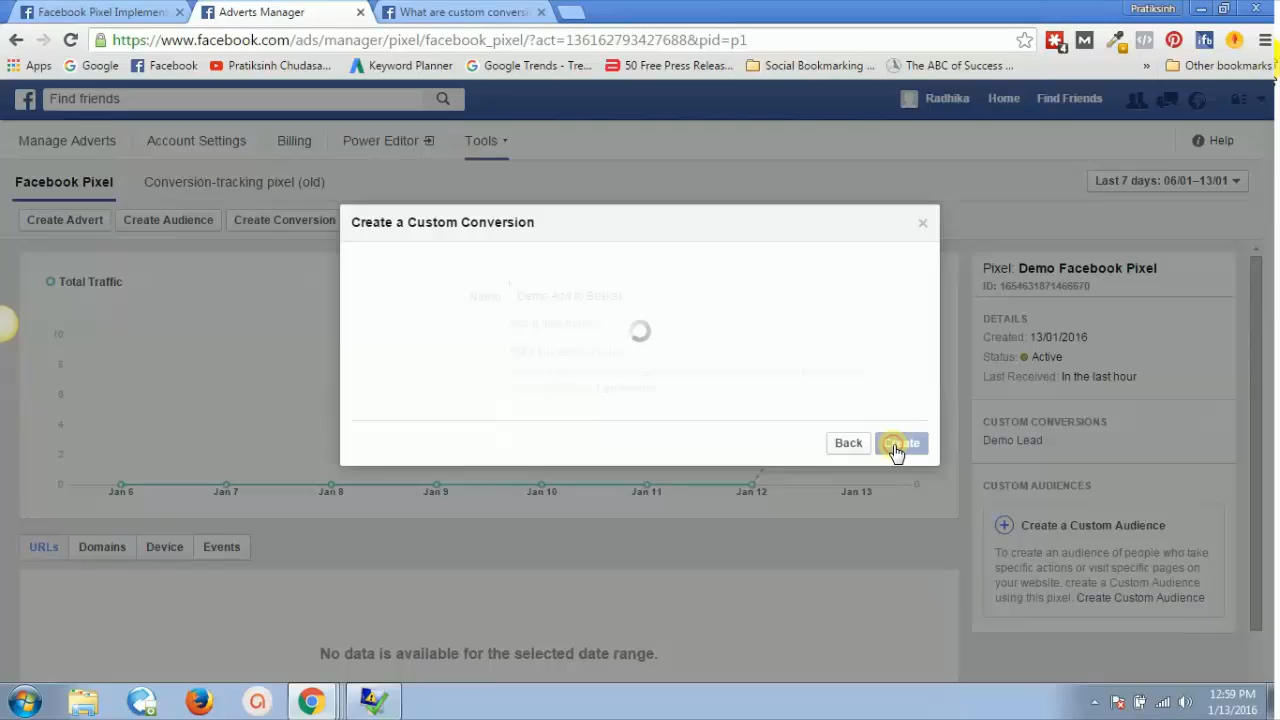 Facebook Pixel Implemen × Adverts Manager × What are custom conversi ×
Pratiksinh
https://www.facebook.com/ads/manager/pixel/facebook_pixel/?act=136162793427688&pid=p1
Apps Google Facebook Pratiksinh Chudasa... Keyword Planner Google Trends - Tre... 50 Free Press Releas... Social Bookmarking ... The ABC of Success ... » Other bookmarks
Find friends
Radhika Home Find Friends
Manage Adverts Account Settings Billing Power Editor Tools Help
Facebook Pixel Conversion-tracking pixel (old) Last 7 days: 06/01–13/01
Create Advert Create Audience Create Conversion
Create a Custom Conversion ×
Name Demo Add to Basket
Back Create
Total Traffic
10
8
6
4
2
0 0
Jan 6 Jan 7 Jan 8 Jan 9 Jan 10 Jan 11 Jan 12 Jan 13
URLs Domains Device Events
No data is available for the selected date range.
Pixel: Demo Facebook Pixel
ID: 1654631871466670
DETAILS
Created: 13/01/2016
Status: Active
Last Received: In the last hour
CUSTOM CONVERSIONS
Demo Lead
CUSTOM AUDIENCES
Create a Custom Audience
To create an audience of people who take
specific actions or visit specific pages on
your website, create a Custom Audience
using this pixel. Create Custom Audience
12:59 PM
1/13/2016